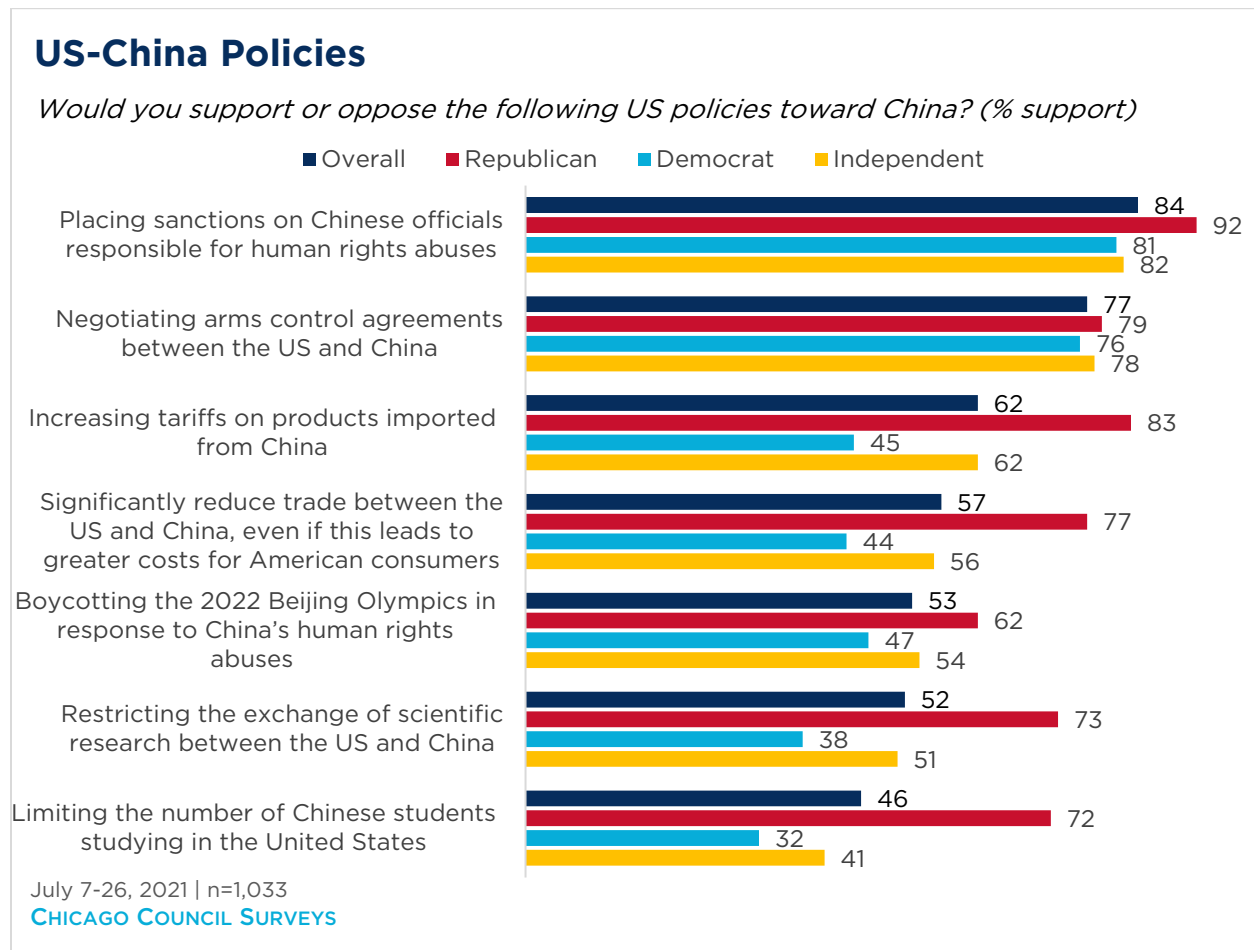 US-China Policies
Would you support or oppose the following US policies toward China? (% support)
Overall Republican Democrat Independent
Placing sanctions on Chinese officials
responsible for human rights abuses
84
92
81
82
Negotiating arms control agreements
between the US and China
77
79
76
78
Increasing tariffs on products imported
from China
62
83
45
62
Significantly reduce trade between the
US and China, even if this leads to
greater costs for American consumers
57
77
44
56
Boycotting the 2022 Beijing Olympics in
response to China’s human rights
abuses
53
62
47
54
Restricting the exchange of scientific
research between the US and China
52
73
38
51
Limiting the number of Chinese students
studying in the United States
46
72
32
41
July 7-26, 2021 | n=1,033
CHICAGO COUNCIL SURVEYS